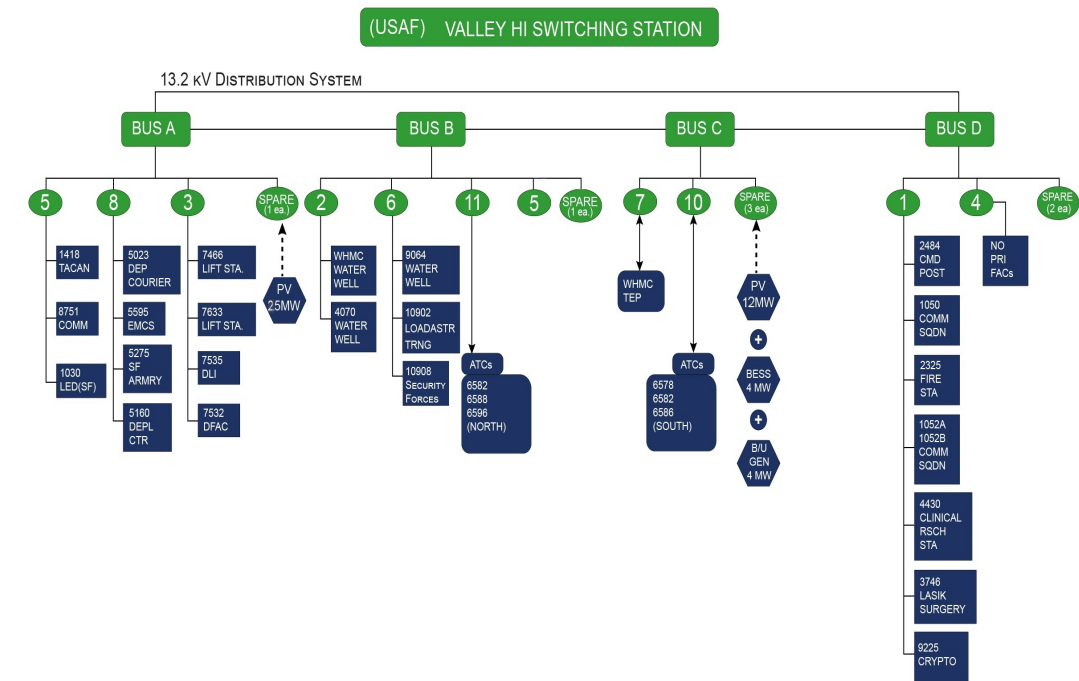 (USAF) VALLEY HI SWITCHING STATION
13.2 KV DISTRIBUTION SYSTEM
BUS A
BUS B
BUS C
BUS D
5
8
3
SPARE
(1 ea.)
2
6
11
5
SPARE
(1 ea.)
7
10
SPARE
(3 ea)
1
4
SPARE
(2 ea)
1418
TACAN
8751
COMM
1030
LED(SF)
5023
DEP
COURIER
5595
EMCS
5275
SF
ARMRY
5160
DEPL
CTR
7466
LIFT STA.
7633
LIFT STA.
7535
DLI
7532
DFAC
PV
25MW
WHMC
WATER
WELL
4070
WATER
WELL
9064
WATER
WELL
10902
LOADASTR
TRNG
10908
SECURITY
FORCES
ATCs
6582
6588
6596
(NORTH)
WHMC
TEP
ATCs
6578
6582
6586
(SOUTH)
PV
12MW
+
BESS
4 MW
+
B/U
GEN
4 MW
2484
CMD
POST
1050
COMM
SQDN
2325
FIRE
STA
1052A
1052B
COMM
SQDN
4430
CLINICAL
RSCH
STA
3746
LASIK
SURGERY
9225
CRYPTO
NO
PRI
FACs